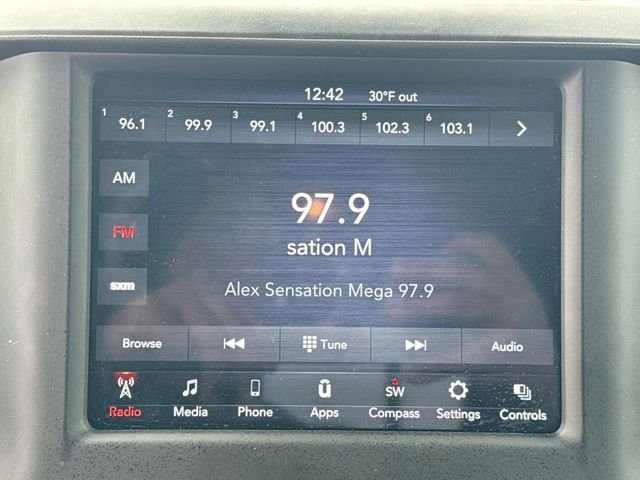 12:42 30°F out
1 96.1 2 99.9 3 99.1 4 100.3 5 102.3 6 103.1
AM
97.9
FM
sation M
sxm
Alex Sensation Mega 97.9
Browse Tune Audio
SW
Radio Media Phone Apps Compass Settings Controls